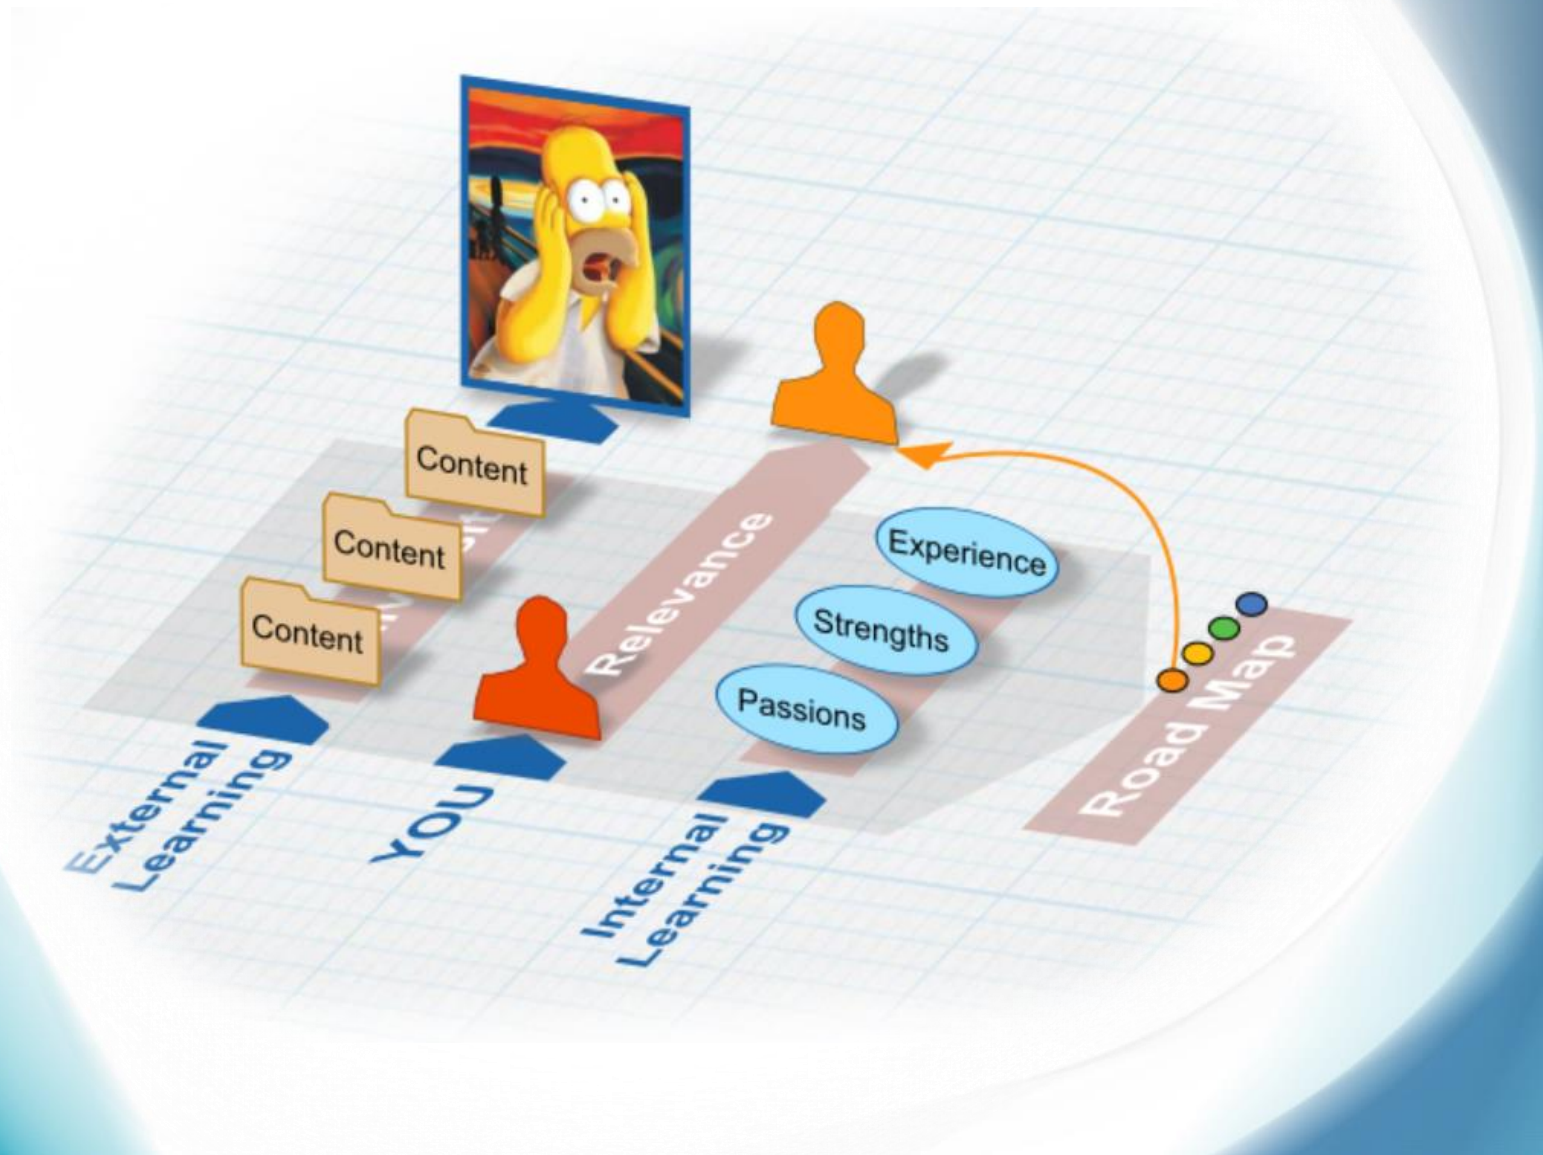 Content
Content
Content
Relevance
Experience
Strengths
Passions
Road Map
External
Learning
YOU
Internal
Learning